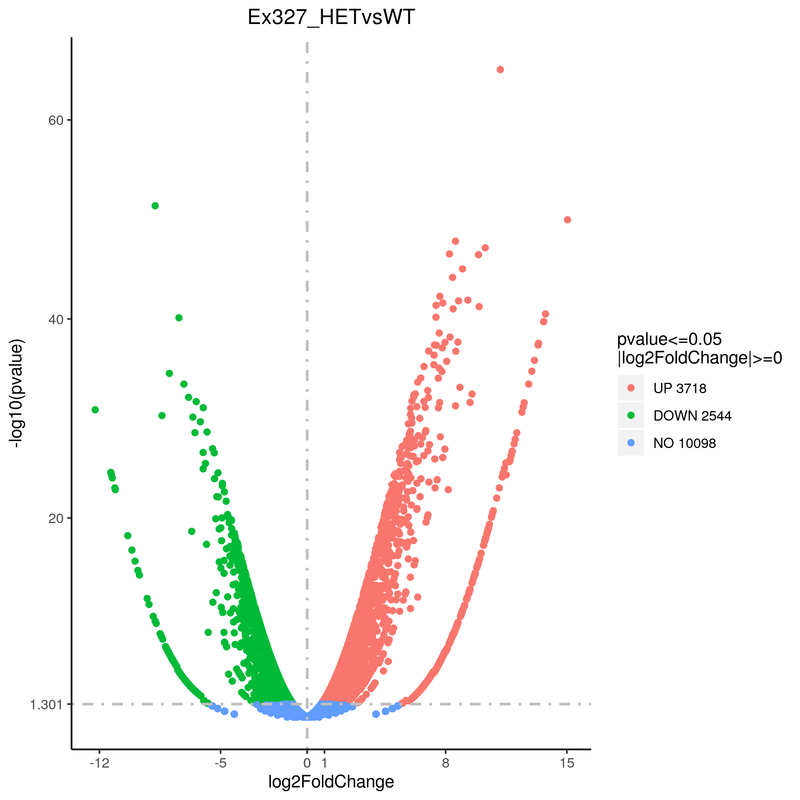 Ex327_HETvsWT
60
40
20
1.301
-log10(pvalue)
-12
-5
0
1
8
15
log2FoldChange
pvalue<=0.05
|log2FoldChange|>=0
UP 3718
DOWN 2544
NO 10098